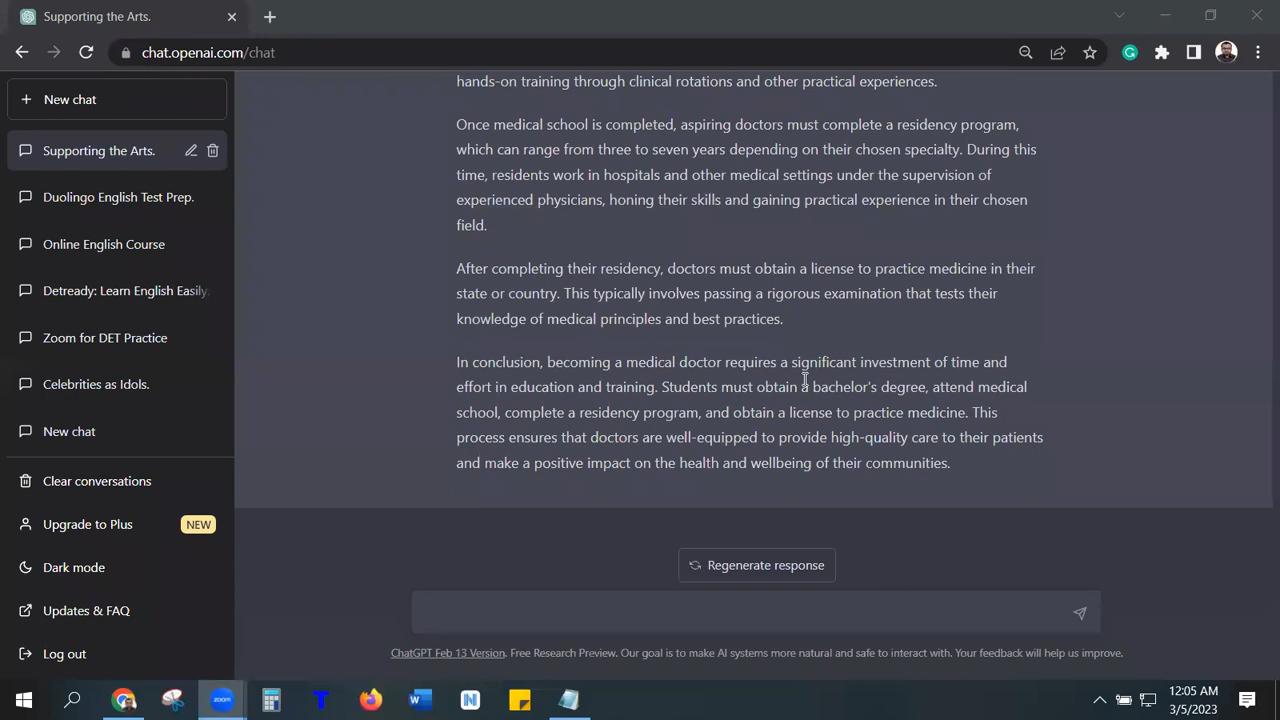 Supporting the Arts.
chat.openai.com/chat
New chat
Supporting the Arts.
Duolingo English Test Prep.
Online English Course
Detready: Learn English Easily.
Zoom for DET Practice
Celebrities as Idols.
New chat
Clear conversations
Upgrade to Plus NEW
Dark mode
Updates & FAQ
Log out
hands-on training through clinical rotations and other practical experiences.
Once medical school is completed, aspiring doctors must complete a residency program,
which can range from three to seven years depending on their chosen specialty. During this
time, residents work in hospitals and other medical settings under the supervision of
experienced physicians, honing their skills and gaining practical experience in their chosen
field.
After completing their residency, doctors must obtain a license to practice medicine in their
state or country. This typically involves passing a rigorous examination that tests their
knowledge of medical principles and best practices.
In conclusion, becoming a medical doctor requires a significant investment of time and
effort in education and training. Students must obtain a bachelor's degree, attend medical
school, complete a residency program, and obtain a license to practice medicine. This
process ensures that doctors are well-equipped to provide high-quality care to their patients
and make a positive impact on the health and wellbeing of their communities.
Regenerate response
ChatGPT Feb 13 Version. Free Research Preview. Our goal is to make AI systems more natural and safe to interact with. Your feedback will help us improve.
zoom
12:05 AM
3/5/2023